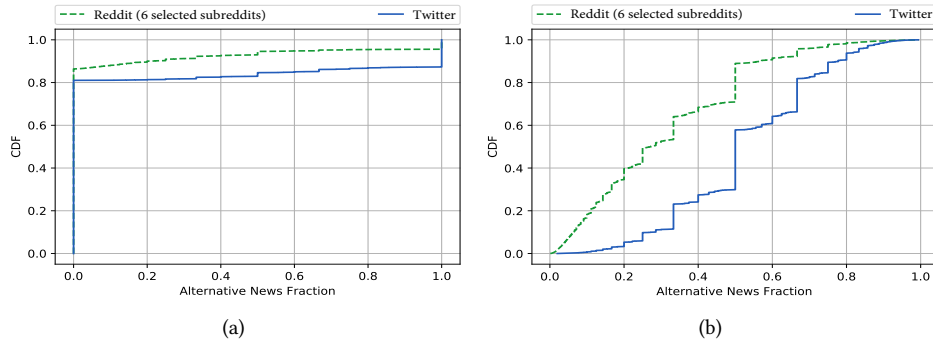 Reddit (6 selected subreddits) Twitter
1.0
0.8
0.6
0.4
0.2
0.0
CDF
0.0 0.2 0.4 0.6 0.8 1.0
Alternative News Fraction
(a)
Reddit (6 selected subreddits) Twitter
1.0
0.8
0.6
0.4
0.2
0.0
CDF
0.0 0.2 0.4 0.6 0.8 1.0
Alternative News Fraction
(b)